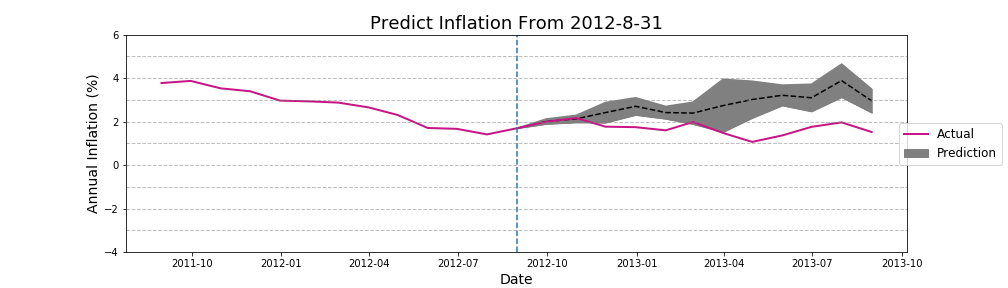 Predict Inflation From 2012-8-31
Annual Inflation (%)
6
4
2
0
−2
−4
2011-10 2012-01 2012-04 2012-07 2012-10 2013-01 2013-04 2013-07 2013-10
Date
Actual
Prediction